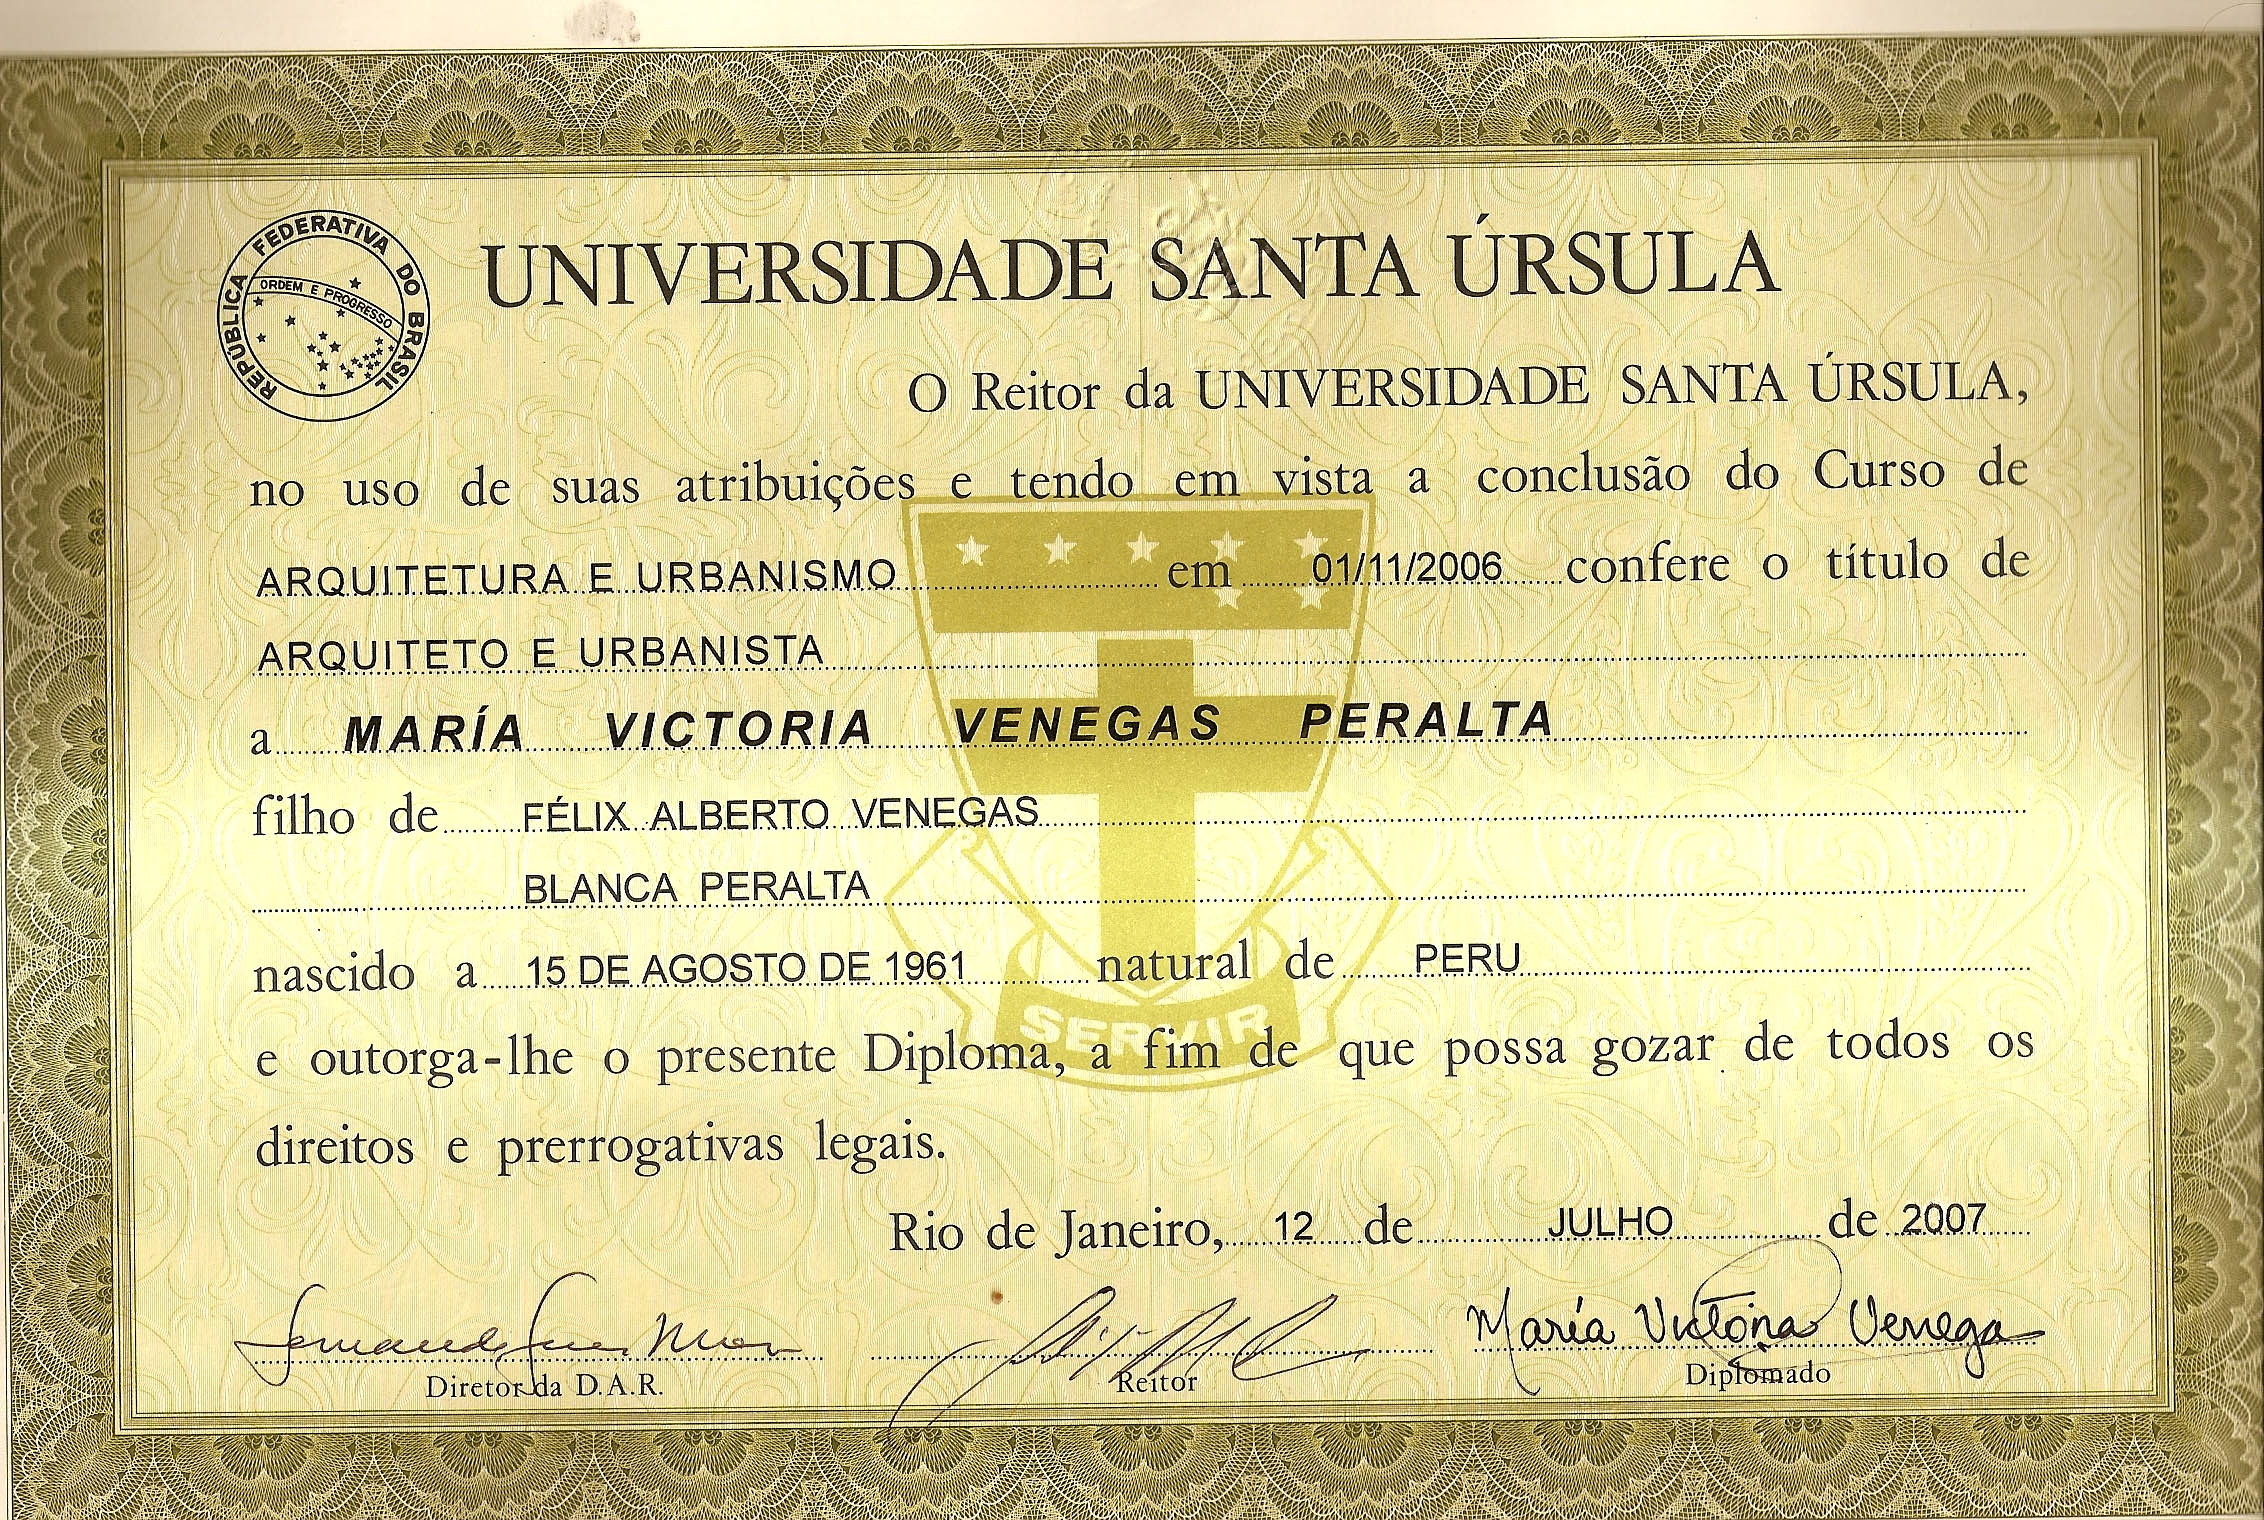 REPÚBLICA FEDERATIVA DO BRASIL
ORDEM E PROGRESSO
UNIVERSIDADE SANTA ÚRSULA
O Reitor da UNIVERSIDADE SANTA ÚRSULA,
no uso de suas atribuições e tendo em vista a conclusão do Curso de
ARQUITETURA E URBANISMO em 01/11/2006 confere o título de
ARQUITETO E URBANISTA
a MARÍA VICTORIA VENEGAS PERALTA
filho de FÉLIX ALBERTO VENEGAS
BLANCA PERALTA
nascido a 15 DE AGOSTO DE 1961 natural de PERU
SERVIR
e outorga-lhe o presente Diploma, a fim de que possa gozar de todos os
direitos e prerrogativas legais.
Rio de Janeiro, 12 de JULHO de 2007
María Victoria Venega
Diretor da D.A.R. Reitor Diplomado